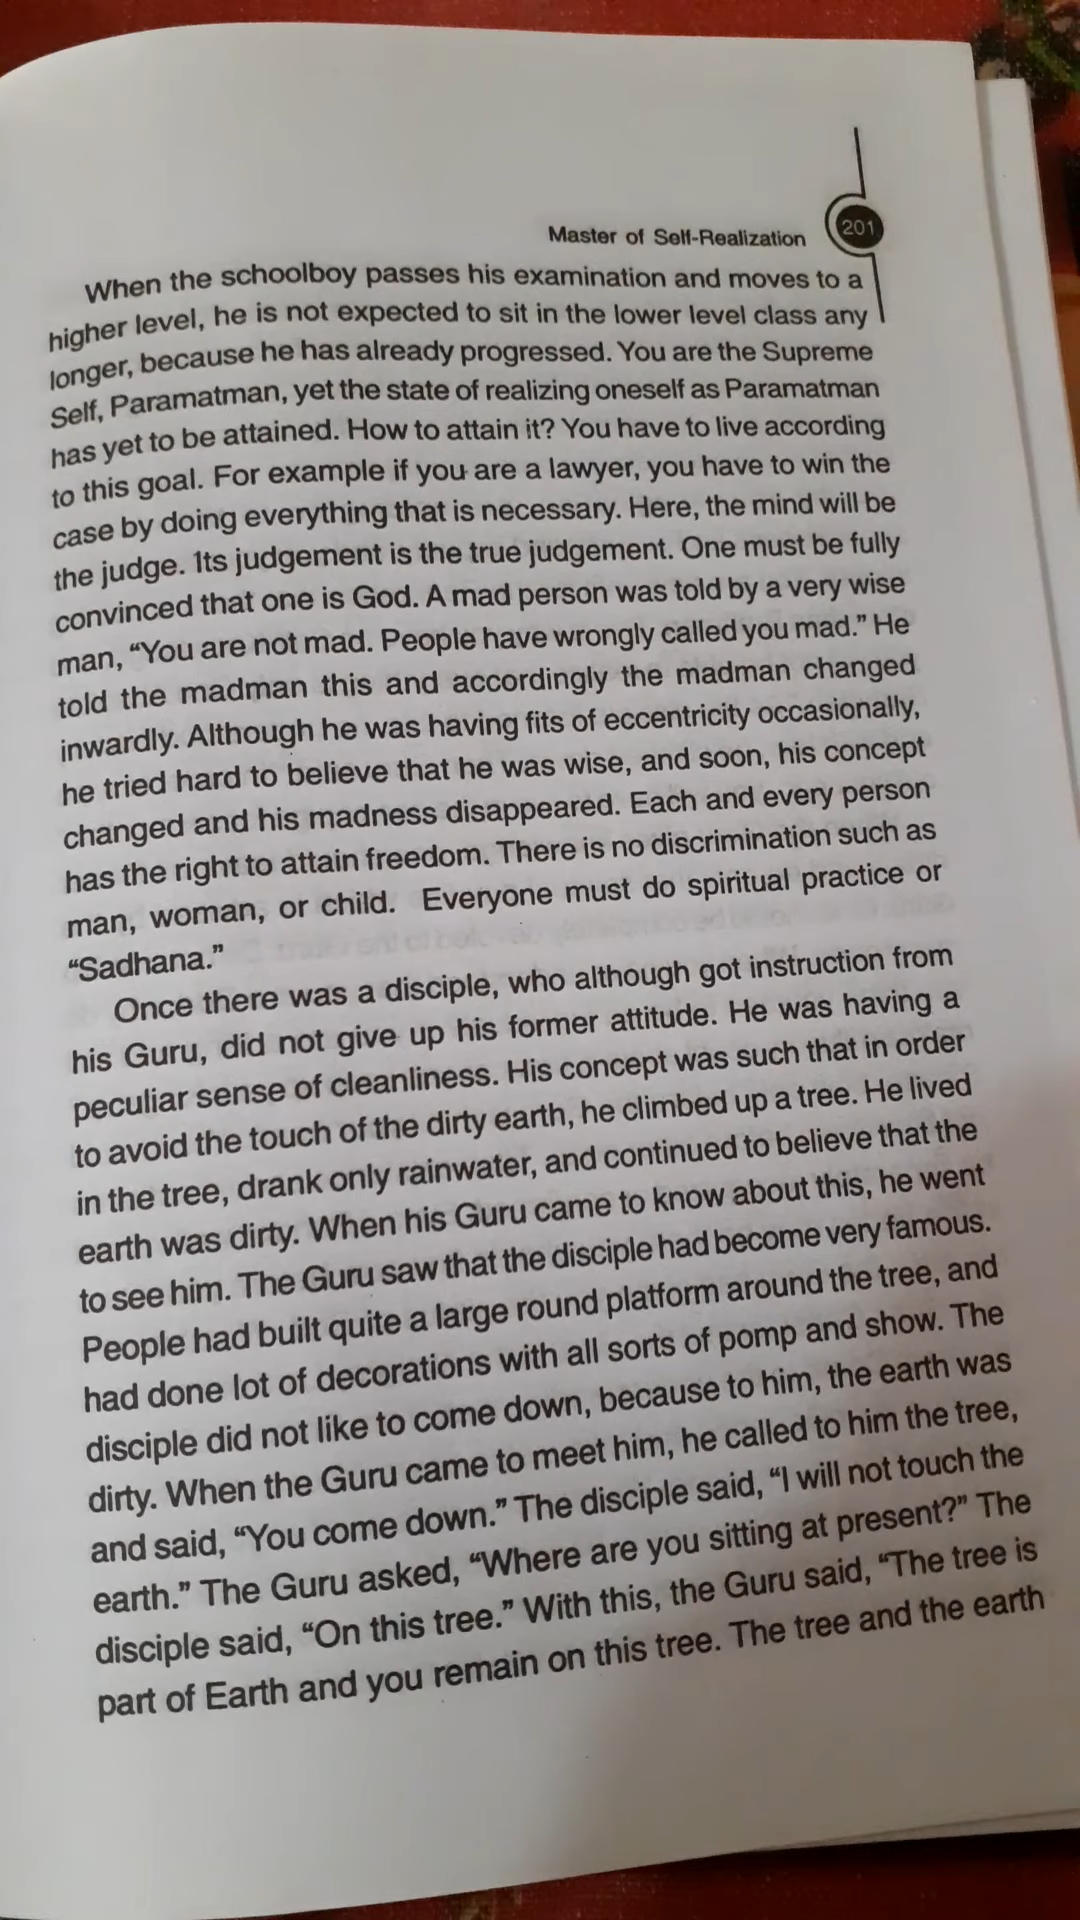 Master of Self-Realization 201
When the schoolboy passes his examination and moves to a
higher level, he is not expected to sit in the lower level class any
longer, because he has already progressed. You are the Supreme
Self, Paramatman, yet the state of realizing oneself as Paramatman
has yet to be attained. How to attain it? You have to live according
to this goal. For example if you are a lawyer, you have to win the
case by doing everything that is necessary. Here, the mind will be
the judge. Its judgement is the true judgement. One must be fully
convinced that one is God. A mad person was told by a very wise
man, “You are not mad. People have wrongly called you mad.” He
told the madman this and accordingly the madman changed
inwardly. Although he was having fits of eccentricity occasionally,
he tried hard to believe that he was wise, and soon, his concept
changed and his madness disappeared. Each and every person
has the right to attain freedom. There is no discrimination such as
man, woman, or child. Everyone must do spiritual practice or
“Sadhana.”
Once there was a disciple, who although got instruction from
his Guru, did not give up his former attitude. He was having a
peculiar sense of cleanliness. His concept was such that in order
to avoid the touch of the dirty earth, he climbed up a tree. He lived
in the tree, drank only rainwater, and continued to believe that the
earth was dirty. When his Guru came to know about this, he went
to see him. The Guru saw that the disciple had become very famous.
People had built quite a large round platform around the tree, and
had done lot of decorations with all sorts of pomp and show. The
disciple did not like to come down, because to him, the earth was
dirty. When the Guru came to meet him, he called to him the tree,
and said, “You come down.” The disciple said, “I will not touch the
earth.” The Guru asked, “Where are you sitting at present?” The
disciple said, “On this tree.” With this, the Guru said, “The tree is
part of Earth and you remain on this tree. The tree and the earth